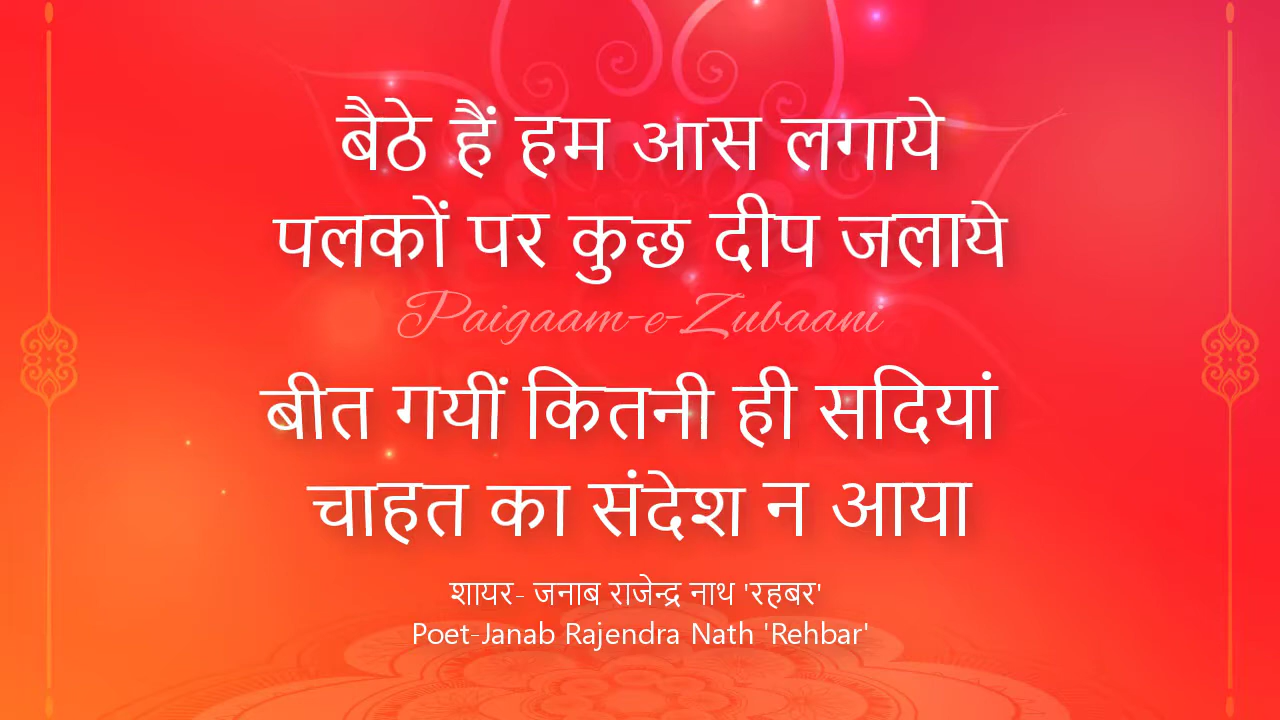 बैठे हैं हम आस लगाये
पलकों पर कुछ दीप जलाये
Paigaam-e-Zubaani
बीत गयीं कितनी ही सदियां
चाहत का संदेश न आया
शायर- जनाब राजेन्द्र नाथ 'रहबर'
Poet-Janab Rajendra Nath 'Rehbar'